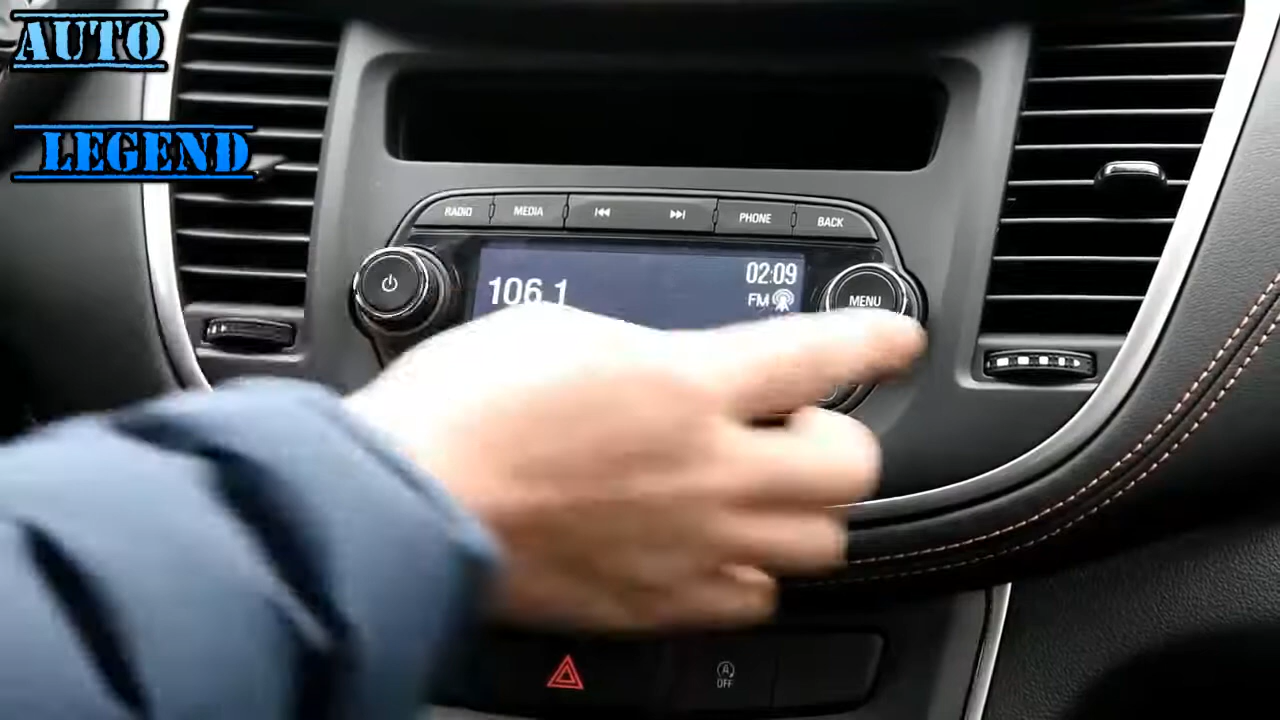 AUTO
LEGEND
RADIO
MEDIA
PHONE
BACK
106.1
02:09
FM
MENU
A
OFF